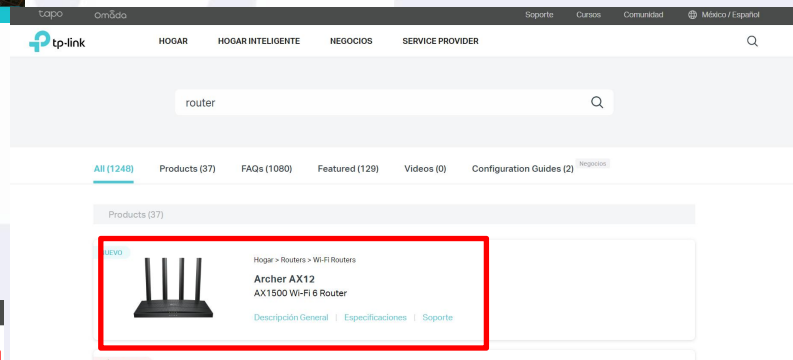 tapo omada Soporte Cursos Comunidad México / Español
tp-link HOGAR HOGAR INTELIGENTE NEGOCIOS SERVICE PROVIDER
router
All (1248) Products (37) FAQs (1080) Featured (129) Videos (0) Configuration Guides (2) Negocios
Products (37)
NUEVO
Hogar > Routers > Wi-Fi Routers
Archer AX12
AX1500 Wi-Fi 6 Router
Descripción General | Especificaciones | Soporte